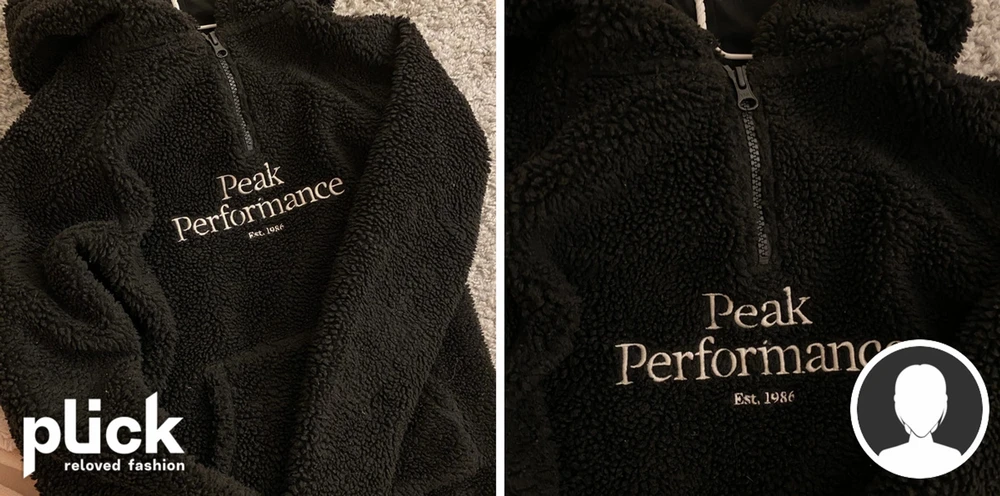 Peak
Performance
Est. 1986
plick
reloved fashion
Peak
Performance
Est. 1986